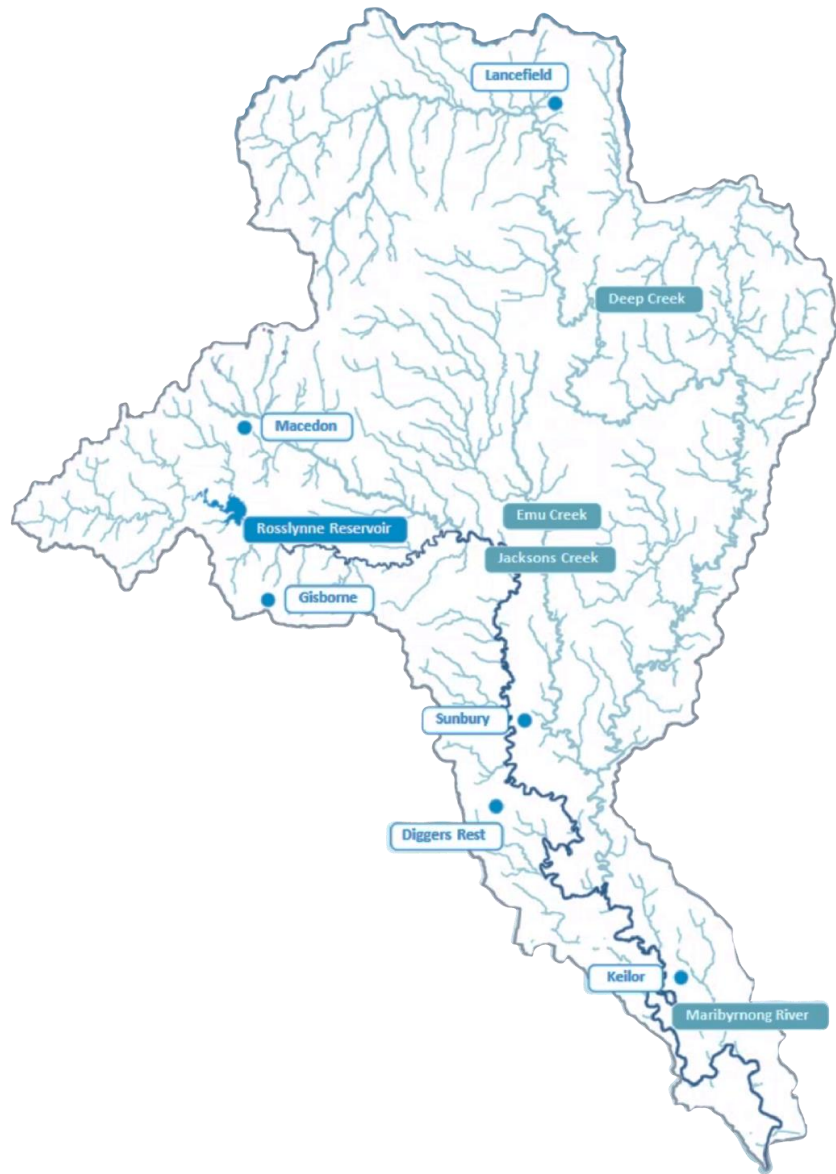 Lancefield
Deep Creek
Macedon
Emu Creek
Rosslynne Reservoir
Jacksons Creek
Gisborne
Sunbury
Diggers Rest
Keilor
Maribyrnong River